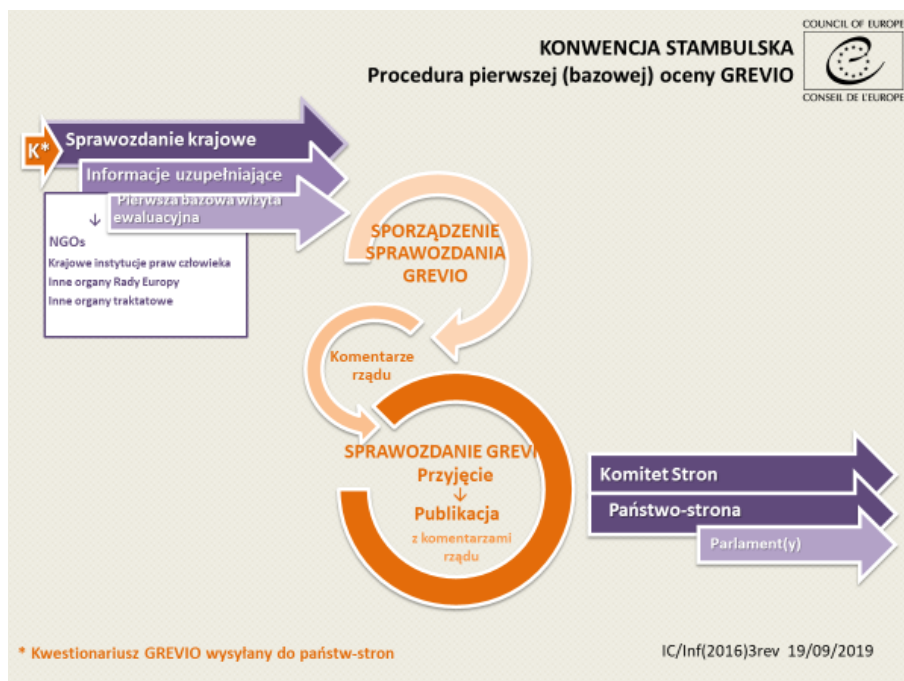 COUNCIL OF EUROPE
CONSEIL DE L'EUROPE
KONWENCJA STAMBULSKA
Procedura pierwszej (bazowej) oceny GREVIO
K*
Sprawozdanie krajowe
Informacje uzupełniające
Pierwsza bazowa wizyta
ewaluacyjna
↓
NGOs
Krajowe instytucje praw człowieka
Inne organy Rady Europy
Inne organy traktatowe
SPORZĄDZENIE
SPRAWOZDANIA
GREVIO
Komentarze
rządu
SPRAWOZDANIE GREVI
Przyjęcie
↓
Publikacja
z komentarzami
rządu
Komitet Stron
Państwo-strona
Parlament(y)
* Kwestionariusz GREVIO wysyłany do państw-stron
IC/Inf(2016)3rev 19/09/2019